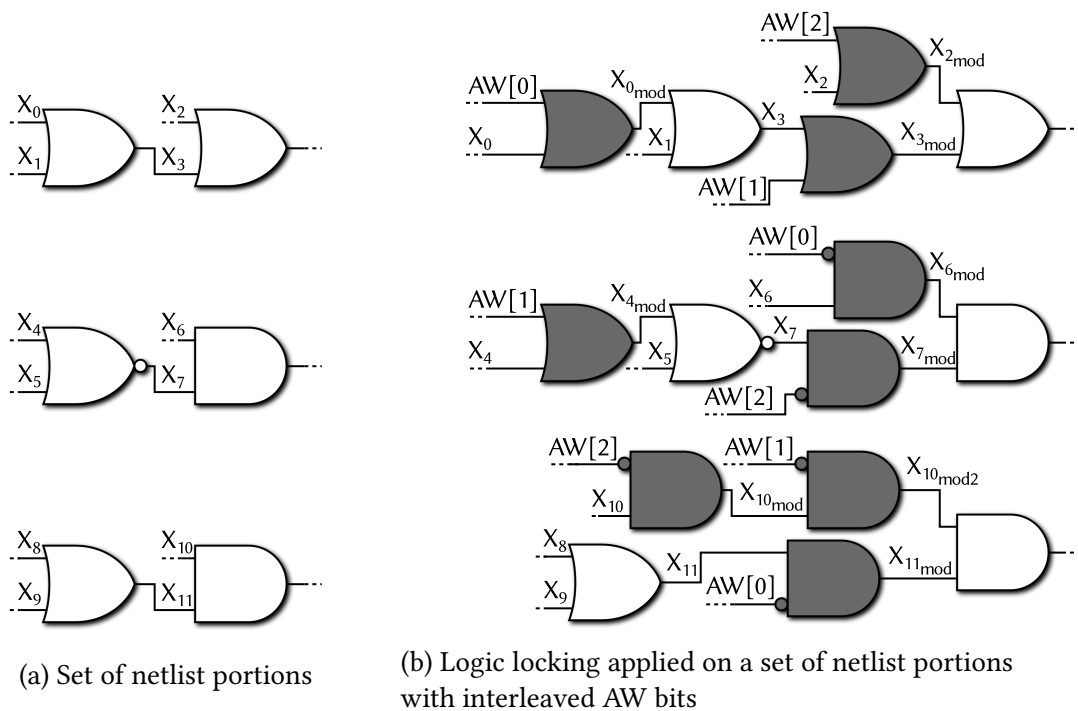 X0
X1
X2
X3
X4
X5
X6
X7
X8
X9
X10
X11
(a) Set of netlist portions
AW[2]
X2
X2mod
AW[0]
X0
X0mod
X1
X3
AW[1]
X3mod
AW[0]
X6
X6mod
AW[1]
X4
X4mod
X5
X7
AW[2]
X7mod
AW[2]
X10
X10mod
AW[1]
X10mod2
X8
X9
X11
AW[0]
X11mod
(b) Logic locking applied on a set of netlist portions
with interleaved AW bits